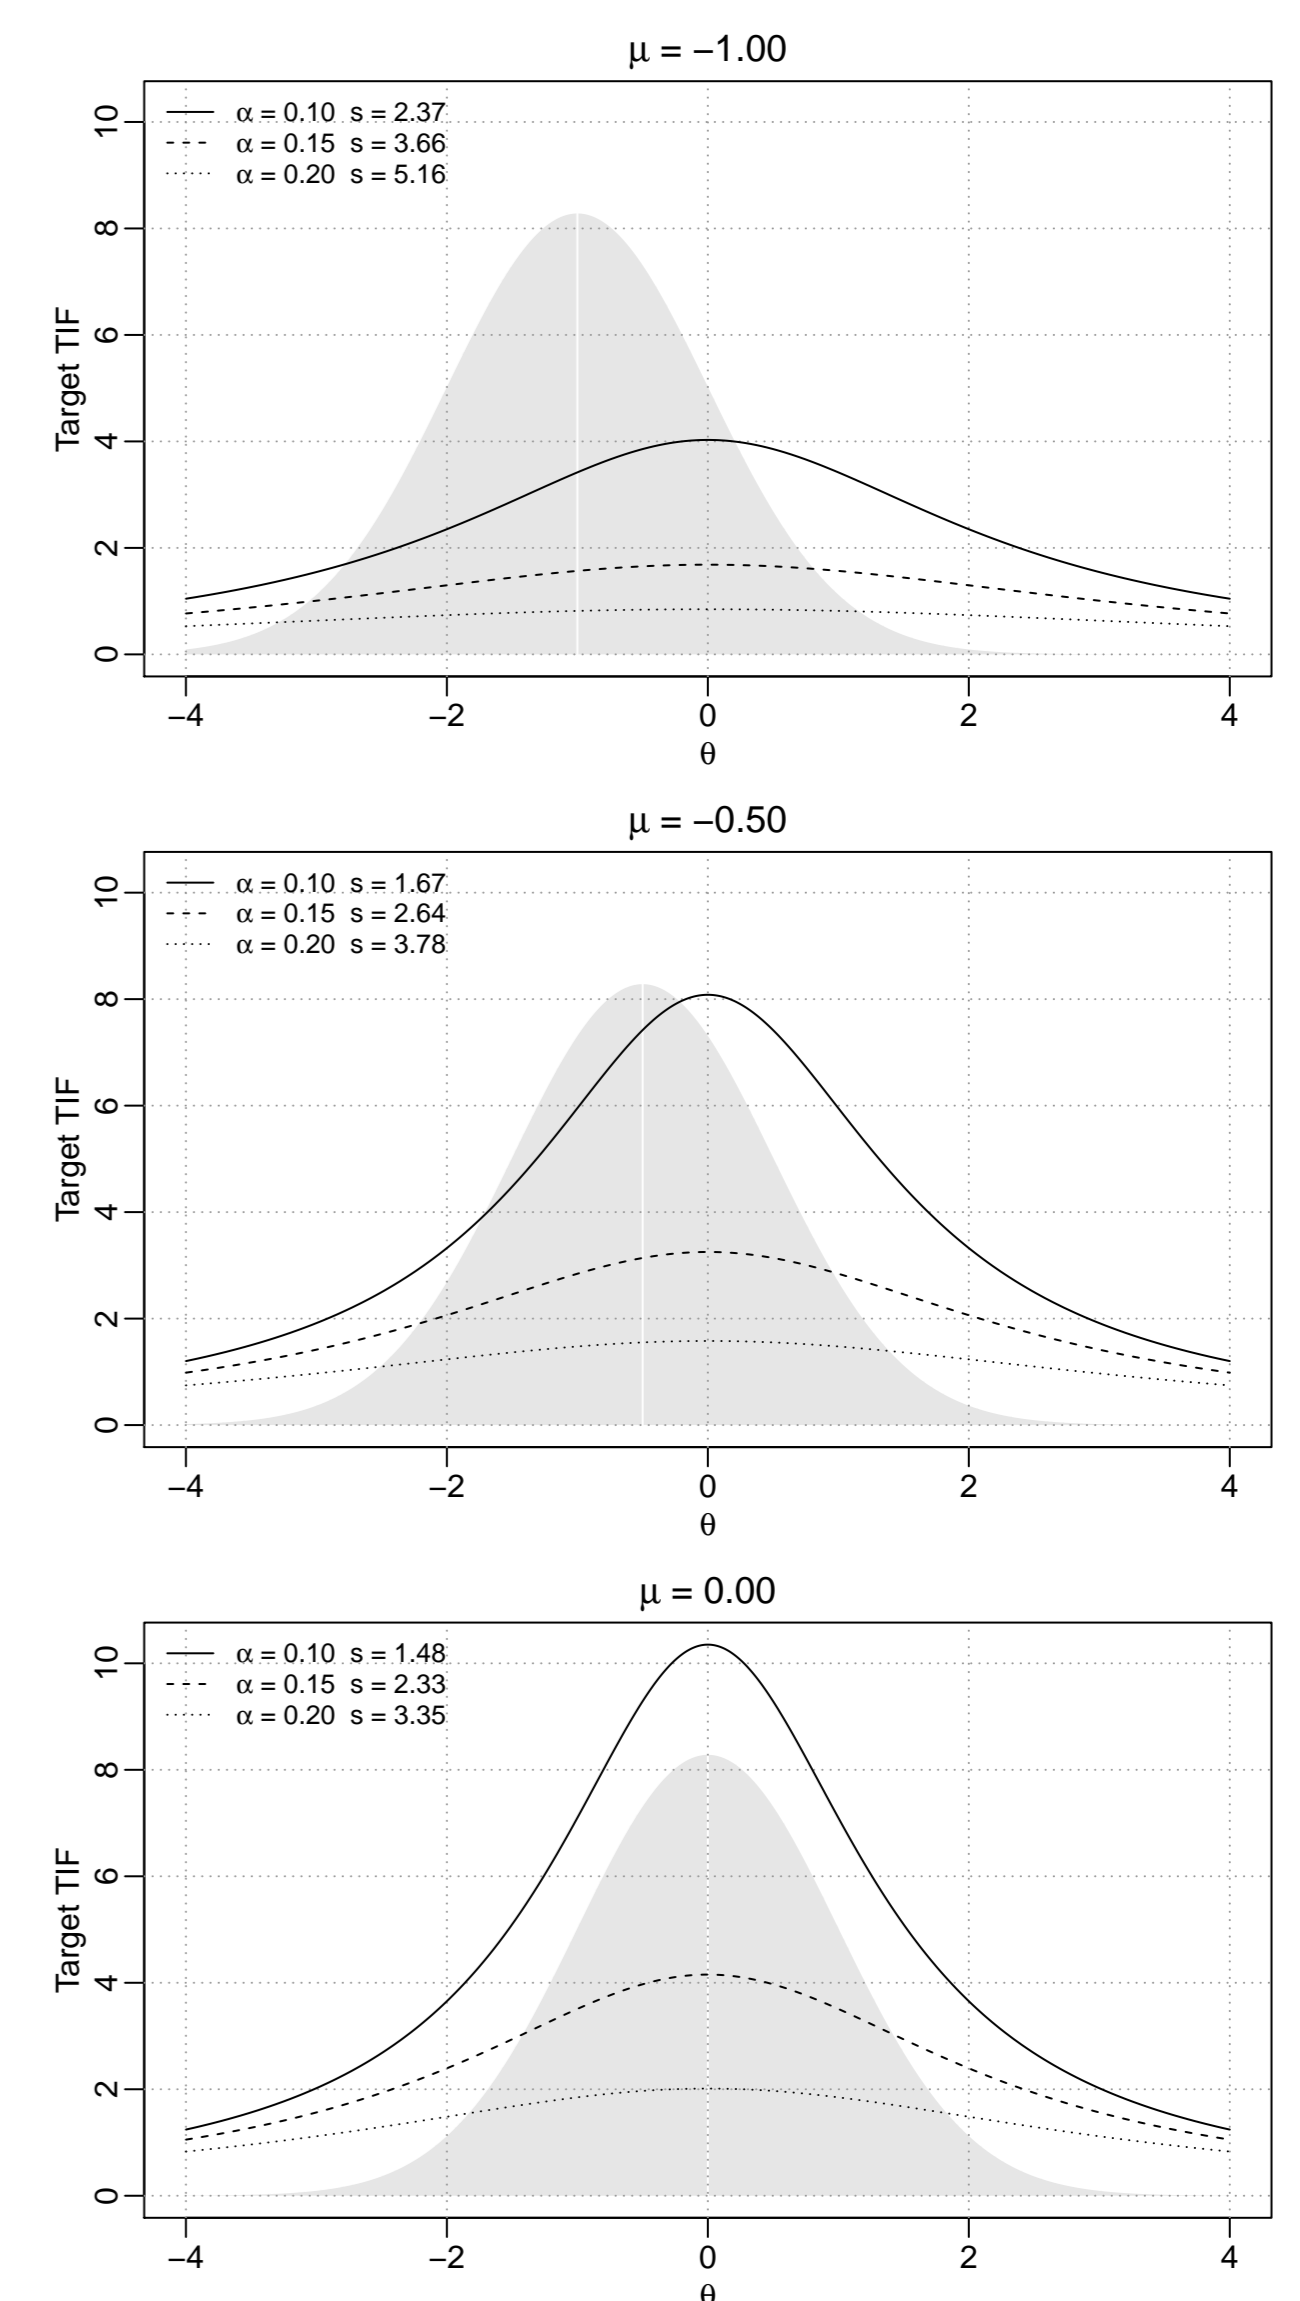 μ = −1.00
α = 0.10 s = 2.37
α = 0.15 s = 3.66
α = 0.20 s = 5.16
Target TIF
10
8
6
4
2
0
−4 −2 0 2 4
θ
μ = −0.50
α = 0.10 s = 1.67
α = 0.15 s = 2.64
α = 0.20 s = 3.78
Target TIF
10
8
6
4
2
0
−4 −2 0 2 4
θ
μ = 0.00
α = 0.10 s = 1.48
α = 0.15 s = 2.33
α = 0.20 s = 3.35
Target TIF
10
8
6
4
2
0
−4 −2 0 2 4
θ